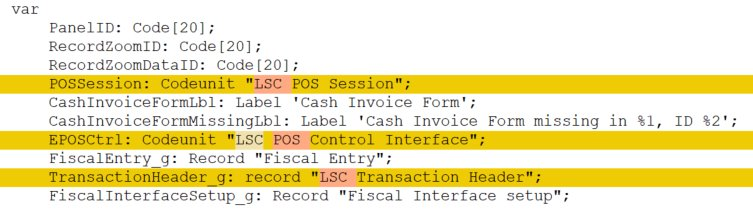 var
PanelID: Code[20];
RecordZoomID: Code[20];
RecordZoomDataID: Code[20];
POSSession: Codeunit "LSC POS Session";
CashInvoiceFormLbl: Label 'Cash Invoice Form';
CashInvoiceFormMissingLbl: Label 'Cash Invoice Form missing in %1, ID %2';
EPOSCtrl: Codeunit "LSC POS Control Interface";
FiscalEntry_g: Record "Fiscal Entry";
TransactionHeader_g: record "LSC Transaction Header";
FiscalInterfaceSetup_g: Record "Fiscal Interface setup";